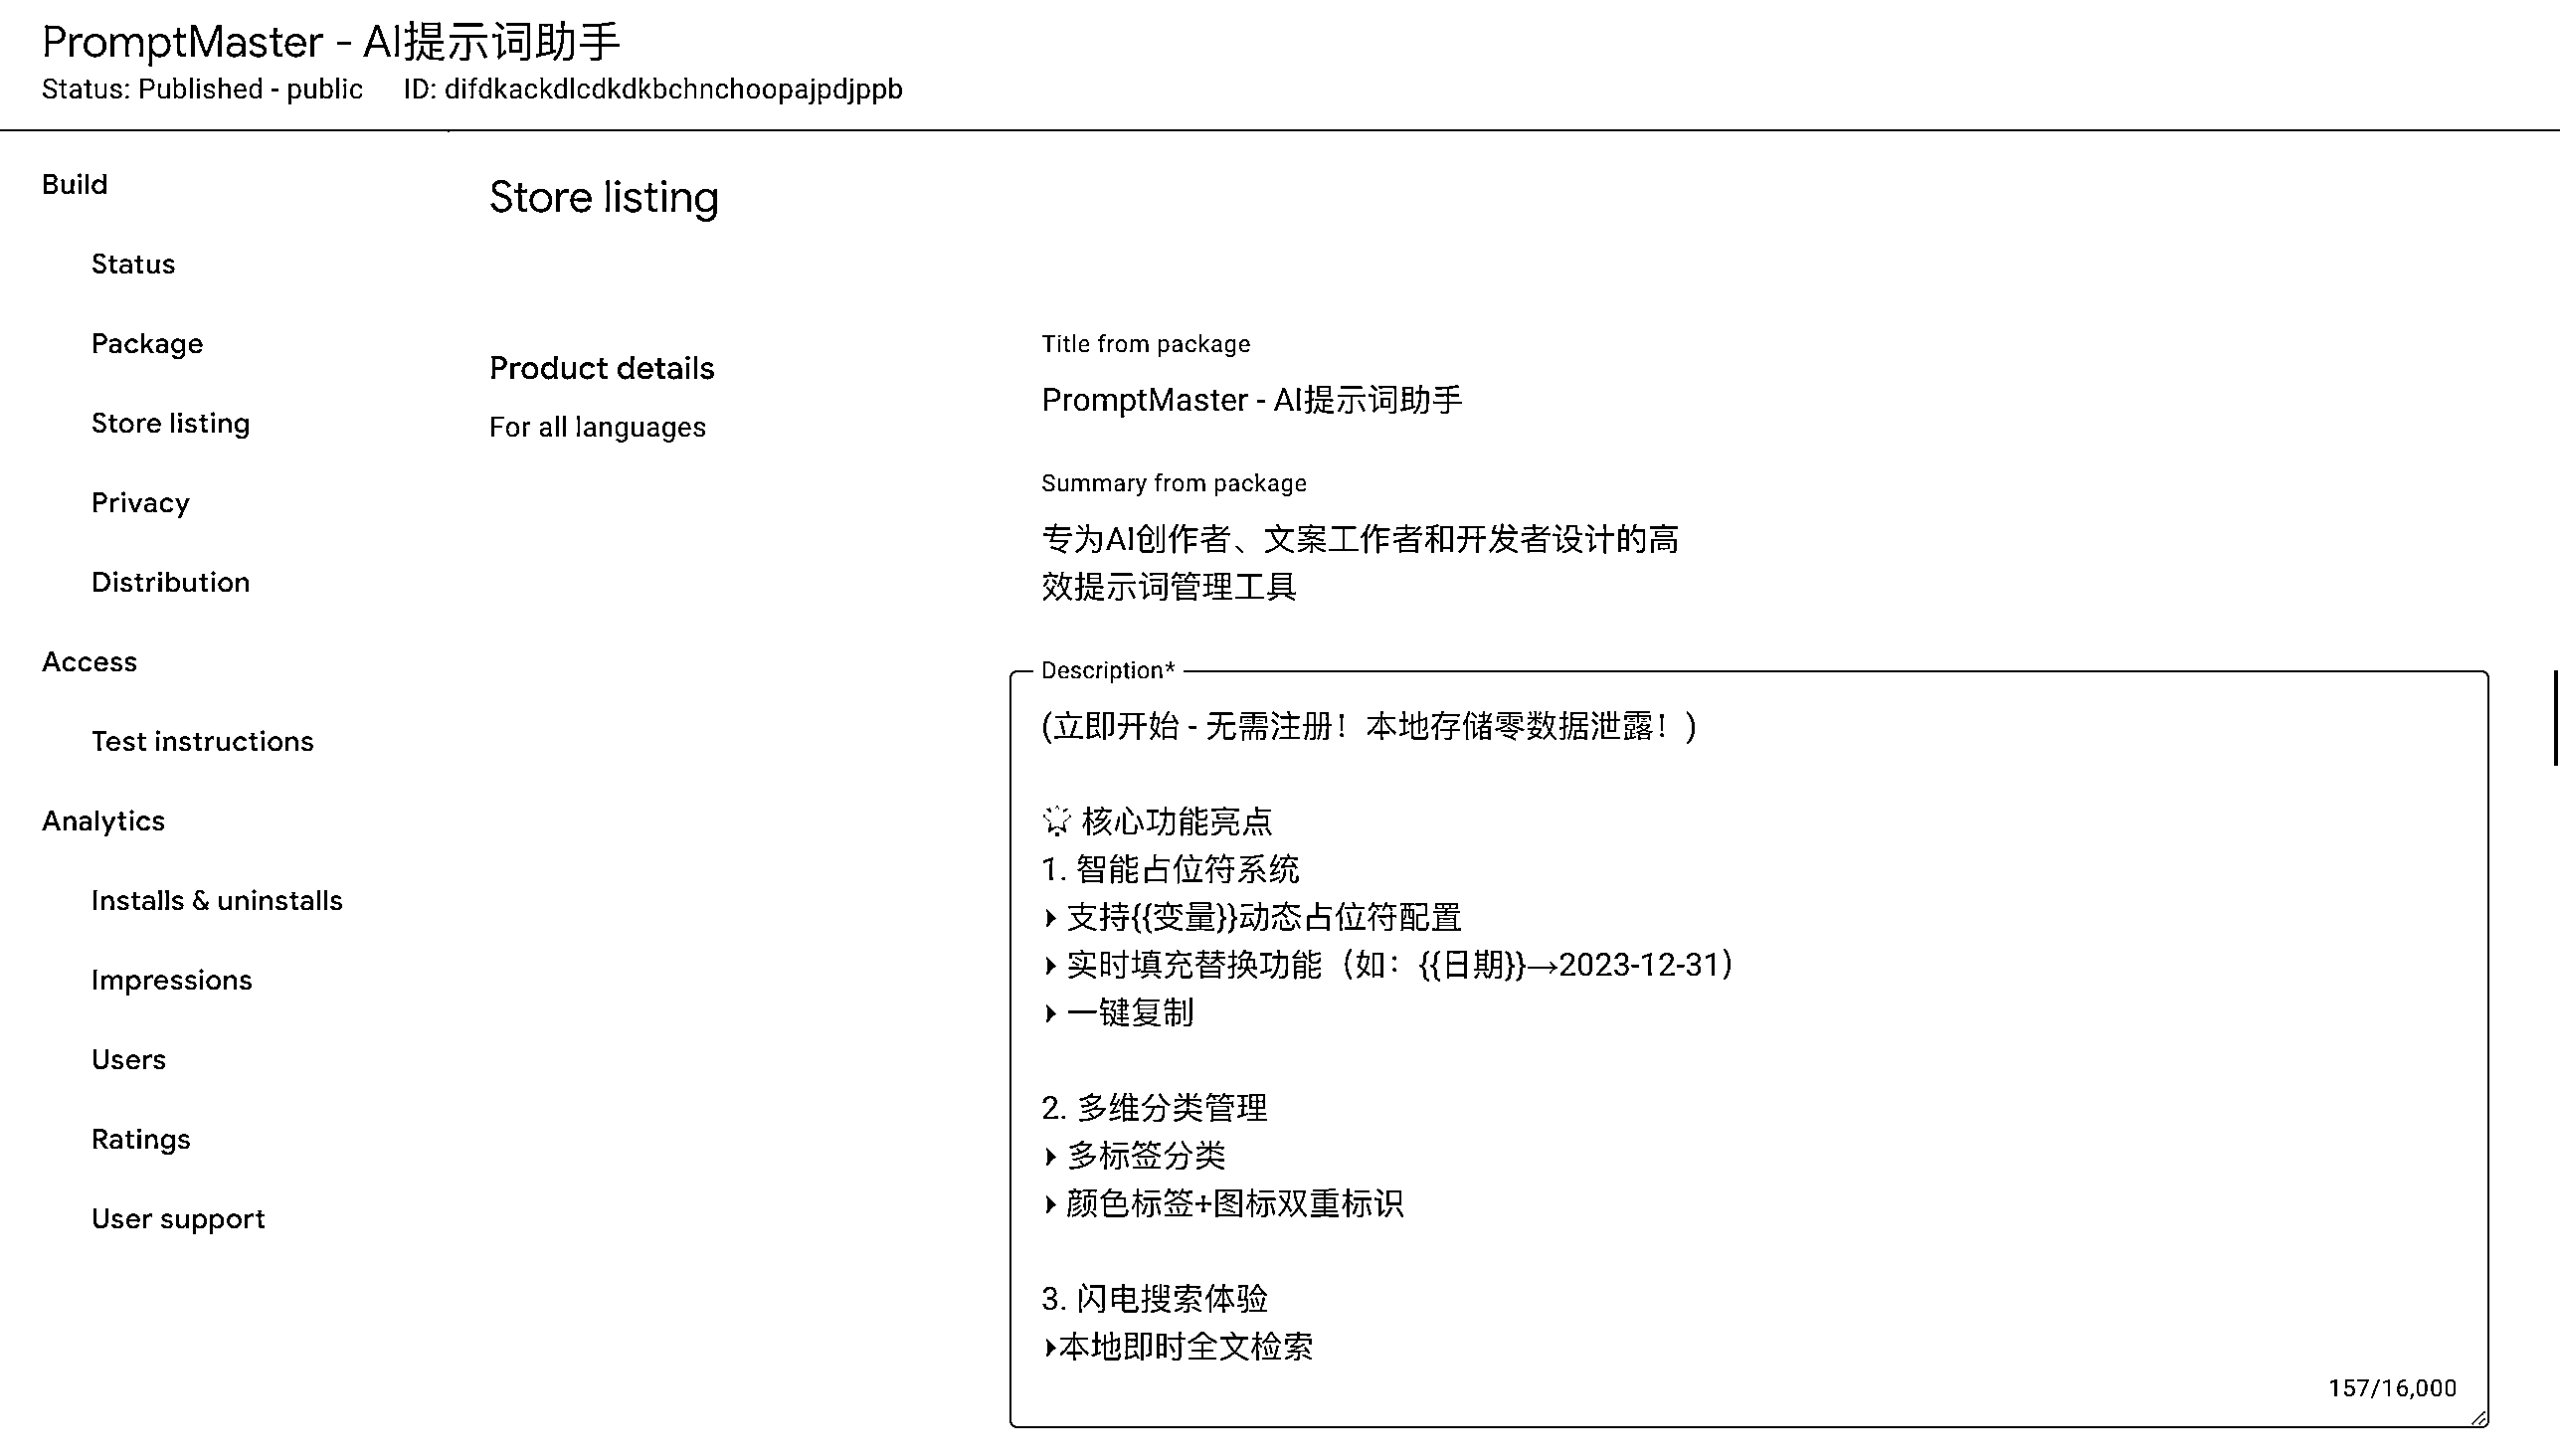 PromptMaster - AI提示词助手
Status: Published - public ID: difdkackdlcdkdkbchnchoopajpdjppb
Build
Status
Package
Store listing
Privacy
Distribution
Access
Test instructions
Analytics
Installs & uninstalls
Impressions
Users
Ratings
User support
Store listing
Product details
For all languages
Title from package
PromptMaster - AI提示词助手
Summary from package
专为AI创作者、文案工作者和开发者设计的高
效提示词管理工具
Description*
(立即开始 - 无需注册！本地存储零数据泄露！)
🌟 核心功能亮点
1. 智能占位符系统
▸ 支持{{变量}}动态占位符配置
▸ 实时填充替换功能（如：{{日期}}→2023-12-31）
▸ 一键复制
2. 多维分类管理
▸ 多标签分类
▸ 颜色标签+图标双重标识
3. 闪电搜索体验
▸本地即时全文检索
157/16,000